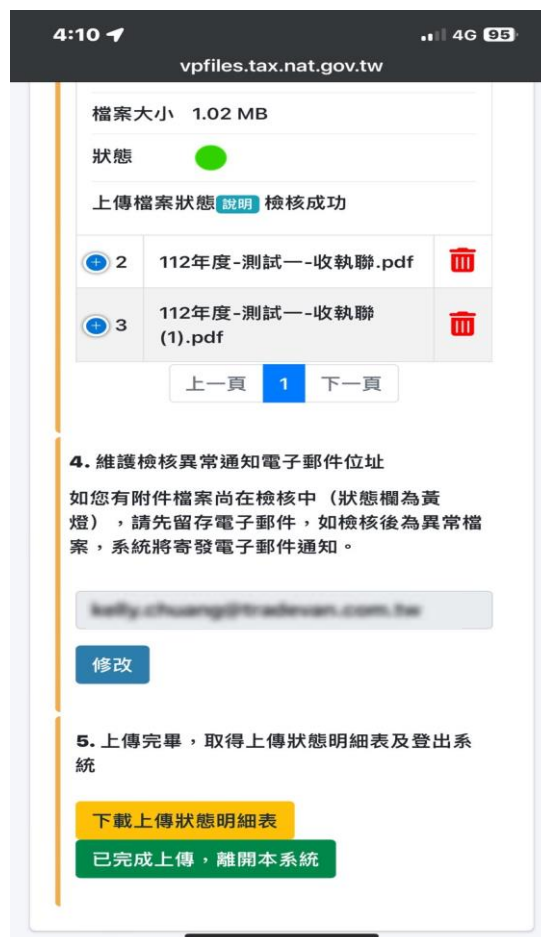 4:10
4G 95
vpfiles.tax.nat.gov.tw
檔案大小 1.02 MB
狀態
上傳檔案狀態 說明 檢核成功
2 112年度-測試一-收執聯.pdf
3 112年度-測試一-收執聯
(1).pdf
上一頁 1 下一頁
4. 維護檢核異常通知電子郵件位址
如您有附件檔案尚在檢核中（狀態欄為黃
燈），請先留存電子郵件，如檢核後為異常檔
案，系統將寄發電子郵件通知。
修改
5. 上傳完畢，取得上傳狀態明細表及登出系
統
下載上傳狀態明細表
已完成上傳，離開本系統